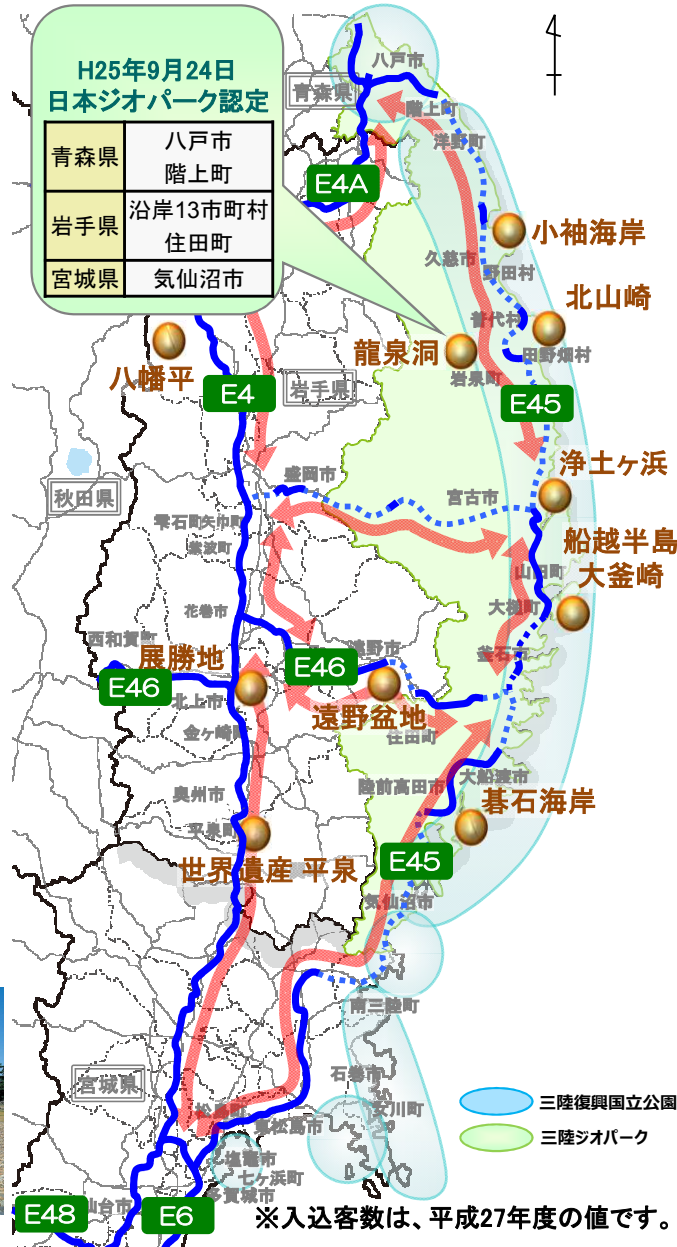 H25年9月24日
日本ジオパーク認定
青森県
八戸市
階上町
岩手県
沿岸13市町村
住田町
宮城県
気仙沼市
八戸市
青森県
階上町
洋野町
E4A
小袖海岸
久慈市
野田村
北山崎
普代村
龍泉洞
田野畑村
八幡平
岩泉町
E4
岩手県
E45
浄土ヶ浜
盛岡市
秋田県
宮古市
雫石町
矢巾町
紫波町
船越半島
大釜崎
山田町
花巻市
大槌町
西和賀町
遠野市
釜石市
展勝地
E46
E46
北上市
遠野盆地
金ヶ崎町
住田町
大船渡市
奥州市
陸前高田市
碁石海岸
平泉町
世界遺産 平泉
E45
気仙沼市
南三陸町
宮城県
石巻市
女川町
三陸復興国立公園
松島町
東松島市
三陸ジオパーク
塩竈市
七ヶ浜町
多賀城市
仙台市
E48
E6
※入込客数は、平成27年度の値です。